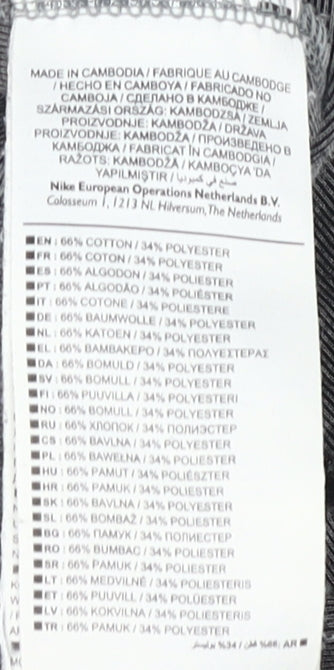 MADE IN CAMBODIA / FABRIQUE AU CAMBODGE
/ HECHO EN CAMBOYA / FABRICADO NO
CAMBOJA / СДЕЛАНО В КАМБОДЖЕ /
SZÁRMAZÁSI ORSZÁG: KAMBODZSA / ZEMLJA
PROIZVODNJE: KAMBODŽA / DRŽAVA
PROIZVODNJE: KAMBODŽA / ПРОИЗВЕДЕНО В
КАМБОДЖА / FABRICAT ÎN CAMBODGIA /
RAŽOTS: KAMBODŽĀ / KAMBOÇYA 'DA
YAPILMIŞTIR / صنع في كمبوديا
Nike European Operations Netherlands B.V.
Colosseum 1, 1213 NL Hilversum, The Netherlands
EN : 66% COTTON / 34% POLYESTER
FR : 66% COTON / 34% POLYESTER
ES : 66% ALGODON / 34% POLIESTER
PT : 66% ALGODÃO / 34% POLIÉSTER
IT : 66% COTONE / 34% POLIESTERE
DE : 66% BAUMWOLLE / 34% POLYESTER
NL : 66% KATOEN / 34% POLYESTER
EL : 66% ΒΑΜΒΑΚΕΡΟ / 34% ΠΟΛΥΕΣΤΕΡΑΣ
DA : 66% BOMULD / 34% POLYESTER
SV : 66% BOMULL / 34% POLYESTER
FI : 66% PUUVILLA / 34% POLYESTERI
NO : 66% BOMULL / 34% POLYESTER
RU : 66% ХЛОПОК / 34% ПОЛИЭСТЕР
CS : 66% BAVLNA / 34% POLYESTER
PL : 66% BAWEŁNA / 34% POLIESTER
HU : 66% PAMUT / 34% POLIÉSZTER
HR : 66% PAMUK / 34% POLIESTER
SK : 66% BAVLNA / 34% POLYESTER
SL : 66% BOMBAŽ / 34% POLIESTER
BG : 66% ПАМУК / 34% ПОЛИЕСТЕР
RO : 66% BUMBAC / 34% POLIESTER
SR : 66% PAMUK / 34% POLIESTER
LT : 66% MEDVILNĖ / 34% POLIESTERIS
ET : 66% PUUVILL / 34% POLÜESTER
LV : 66% KOKVILNA / 34% POLIESTERIS
TR : 66% PAMUK / 34% POLYESTER
AR : 66% قطن / 34% بوليستر